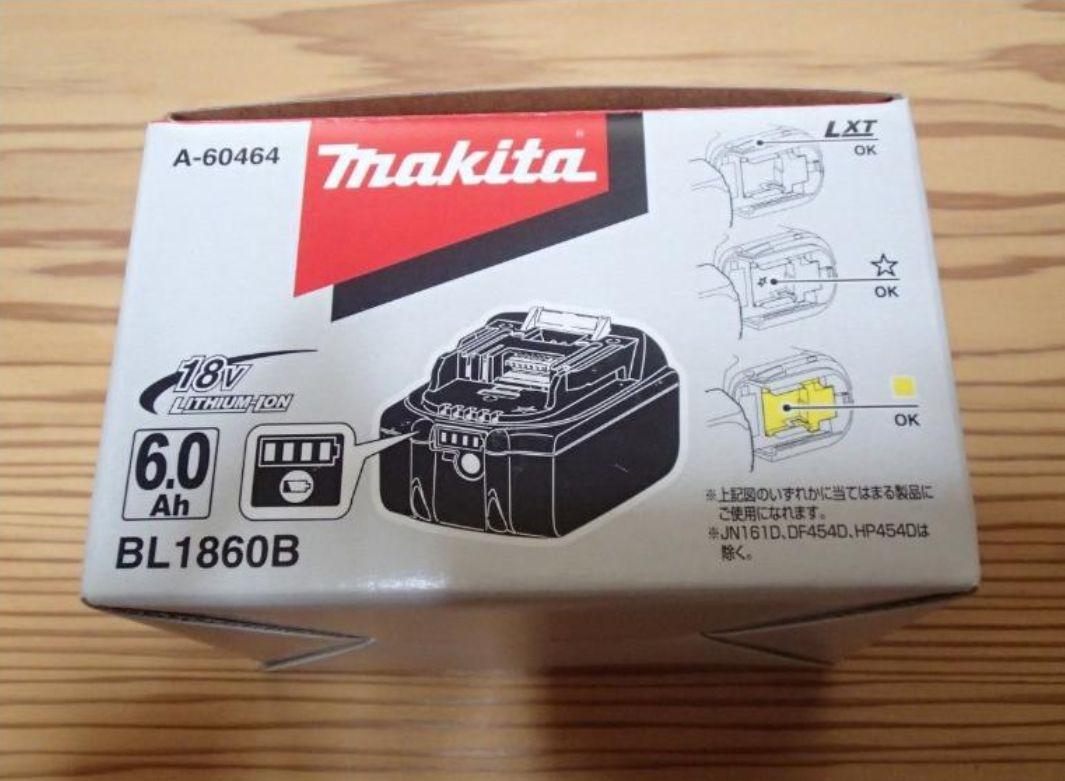 A-60464
makita®
LXT
OK
☆
OK
OK
18V
LITHIUM-ION
6.0
Ah
BL1860B
※上記図のいずれかに当てはまる製品に
ご使用になれます。
※JN161D、DF454D、HP454Dは
除く。